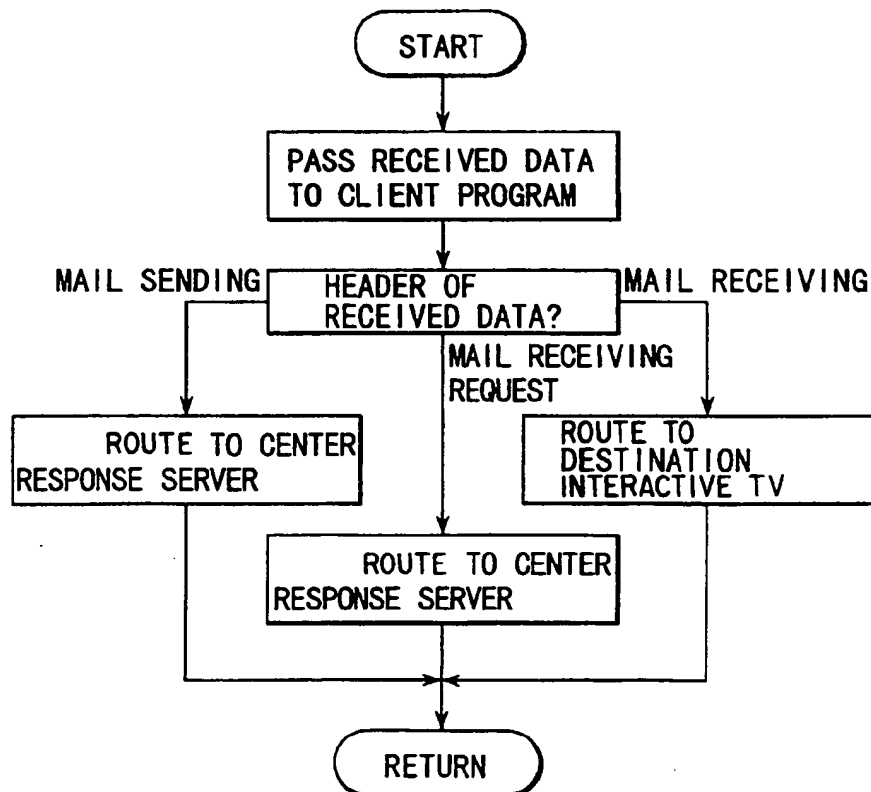 START
PASS RECEIVED DATA
TO CLIENT PROGRAM
MAIL SENDING
HEADER OF
RECEIVED DATA?
MAIL RECEIVING
MAIL RECEIVING
REQUEST
ROUTE TO CENTER
RESPONSE SERVER
ROUTE TO
DESTINATION
INTERACTIVE TV
ROUTE TO CENTER
RESPONSE SERVER
RETURN